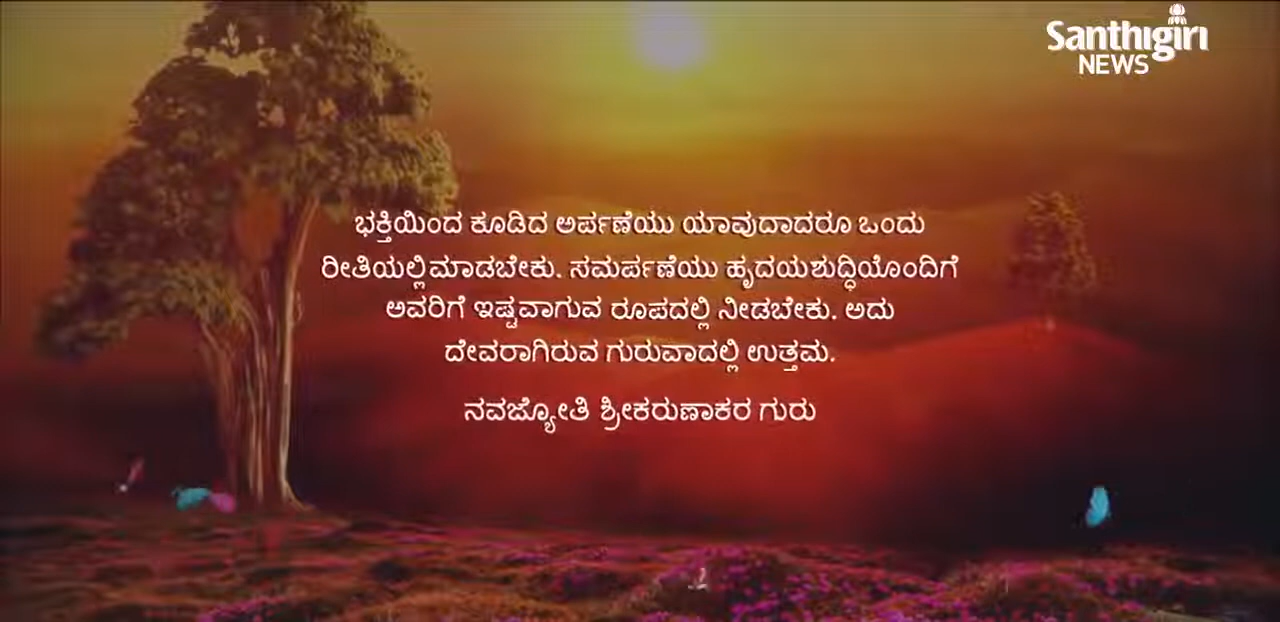 Santhigiri
NEWS
ಭಕ್ತಿಯಿಂದ ಕೂಡಿದ ಅರ್ಪಣೆಯು ಯಾವುದಾದರೂ ಒಂದು
ರೀತಿಯಲ್ಲಿಮಾಡಬೇಕು. ಸಮರ್ಪಣೆಯು ಹೃದಯಶುದ್ಧಿಯೊಂದಿಗೆ
ಅವರಿಗೆ ಇಷ್ಟವಾಗುವ ರೂಪದಲ್ಲಿ ನೀಡಬೇಕು. ಅದು
ದೇವರಾಗಿರುವ ಗುರುವಾದಲ್ಲಿ ಉತ್ತಮ.
ನವಜ್ಯೋತಿ ಶ್ರೀಕರುಣಾಕರ ಗುರು